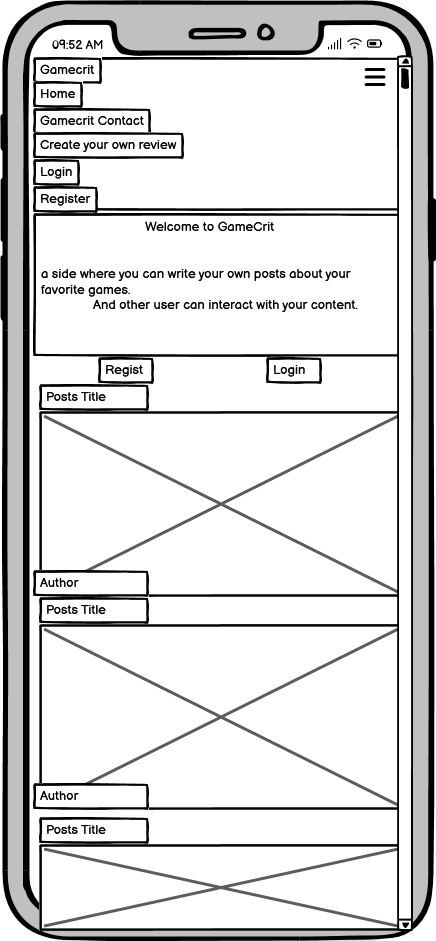 09:52 AM
Gamecrit
Home
Gamecrit Contact
Create your own review
Login
Register
Welcome to GameCrit
a side where you can write your own posts about your
favorite games.
And other user can interact with your content.
Regist
Login
Posts Title
Author
Posts Title
Author
Posts Title